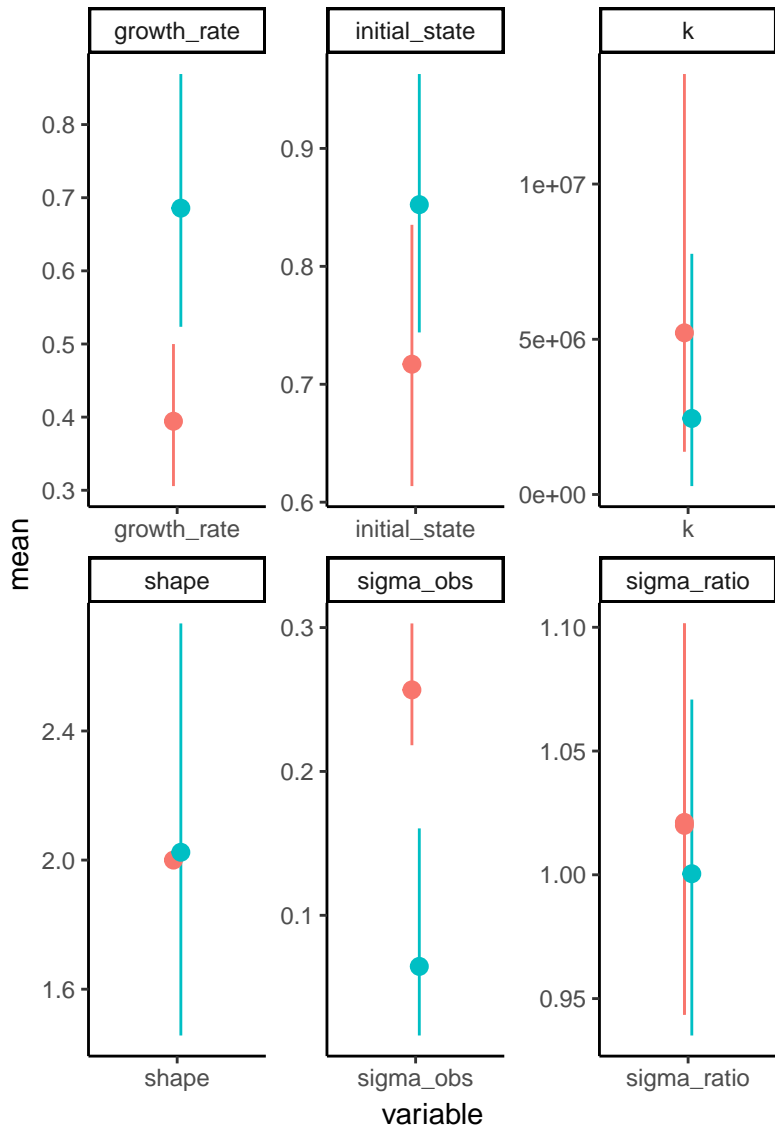 growth_rate
initial_state
k
0.8
0.7
0.6
0.5
0.4
0.3
growth_rate
0.9
0.8
0.7
0.6
initial_state
1e+07
5e+06
0e+00
k
mean
shape
sigma_obs
sigma_ratio
2.4
2.0
1.6
shape
0.3
0.2
0.1
sigma_obs
1.10
1.05
1.00
0.95
sigma_ratio
variable